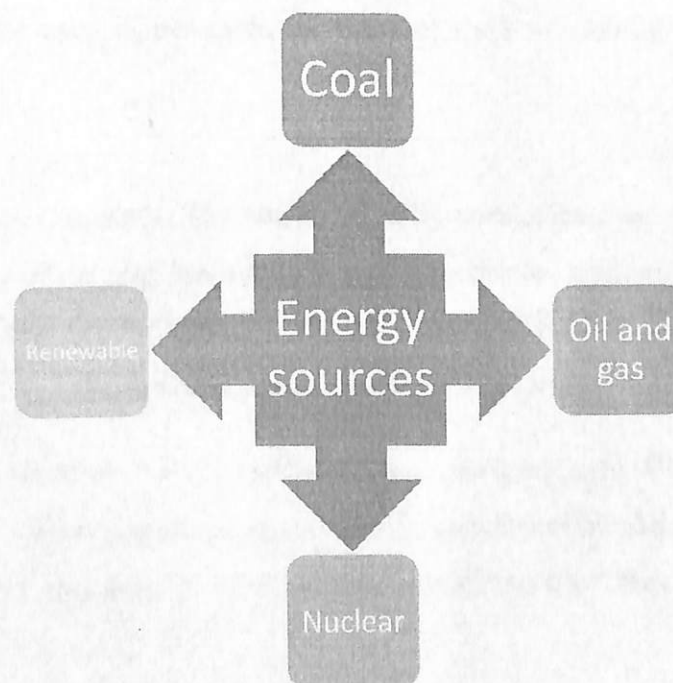 Coal
Renewable
Energy
sources
Oil and
gas
Nuclear